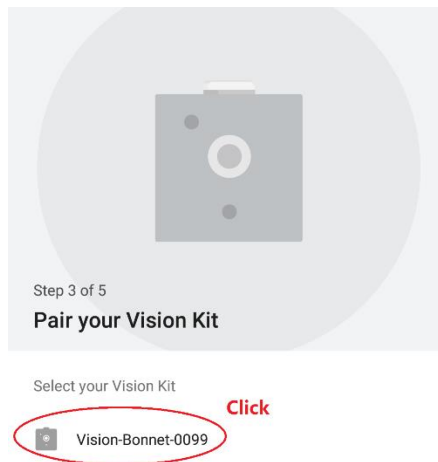 Step 3 of 5
Pair your Vision Kit
Select your Vision Kit
Click
Vision-Bonnet-0099